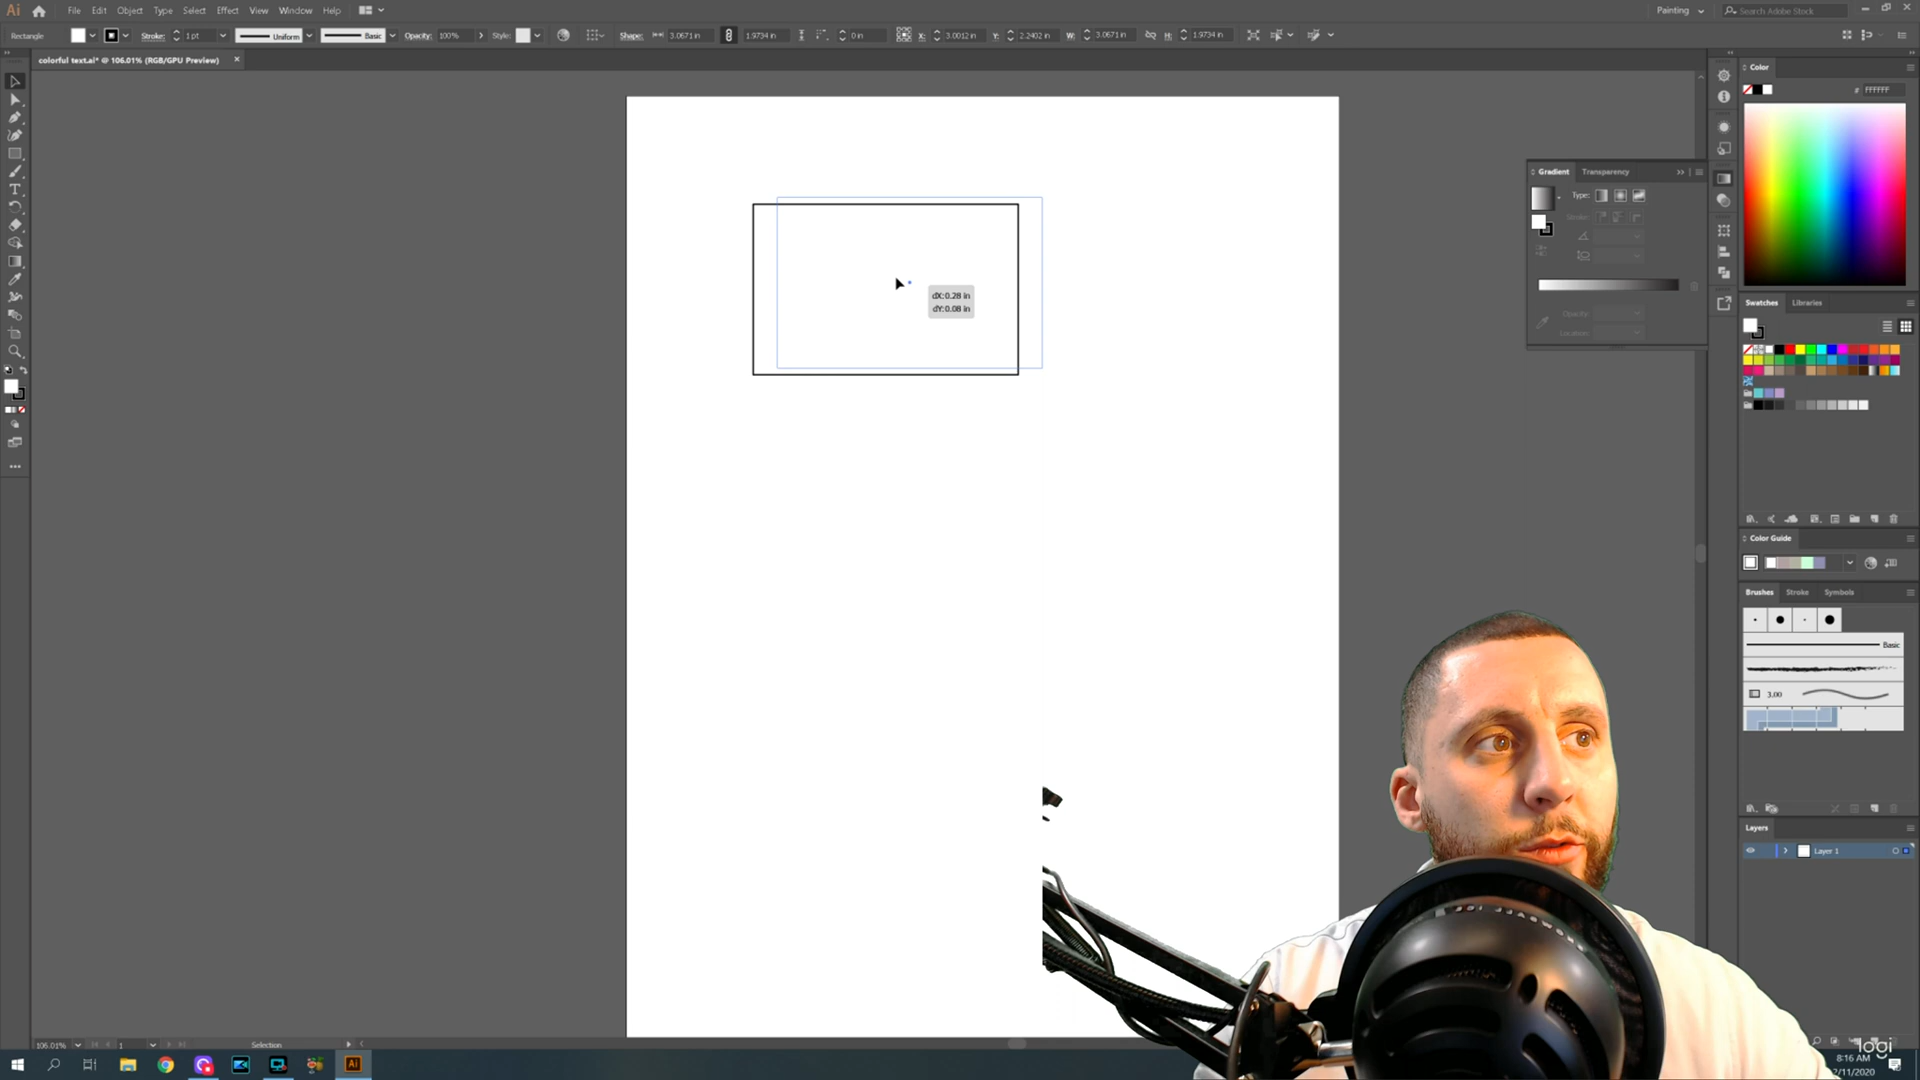 Ai File Edit Object Type Select Effect View Window Help Painting Search Adobe Stock
Rectangle Stroke: 1 pt Uniform Basic Opacity: 100% Style: Shape: 3.0671 in 1.9734 in 0 in X: 3.0012 in Y: 2.2402 in W: 3.0671 in H: 1.9734 in
colorful text.ai* @ 106.01% (RGB/GPU Preview) ×
Color
# FFFFFF
Gradient Transparency
Type:
Stroke:
Opacity:
Location:
dX:0.28 in
dY:0.08 in
Swatches Libraries
Color Guide
Brushes Stroke Symbols
Basic
3.00
Layers
Layer 1
106.01% 1 Selection
logi
Ai
8:16 AM
2/11/2020